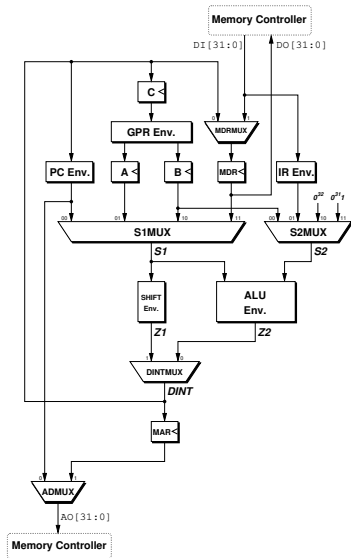 Memory Controller
DI[31:0] DO[31:0]
C
0 1
MDRMUX
GPR Env.
PC Env.
A
B
MDR
IR Env.
0³² 0³¹1
00 01 10 11
S1MUX
00 01 10 11
S2MUX
S1
S2
SHIFT
Env.
ALU
Env.
Z1
Z2
1 0
DINTMUX
DINT
MAR
0 1
ADMUX
AO[31:0]
Memory Controller